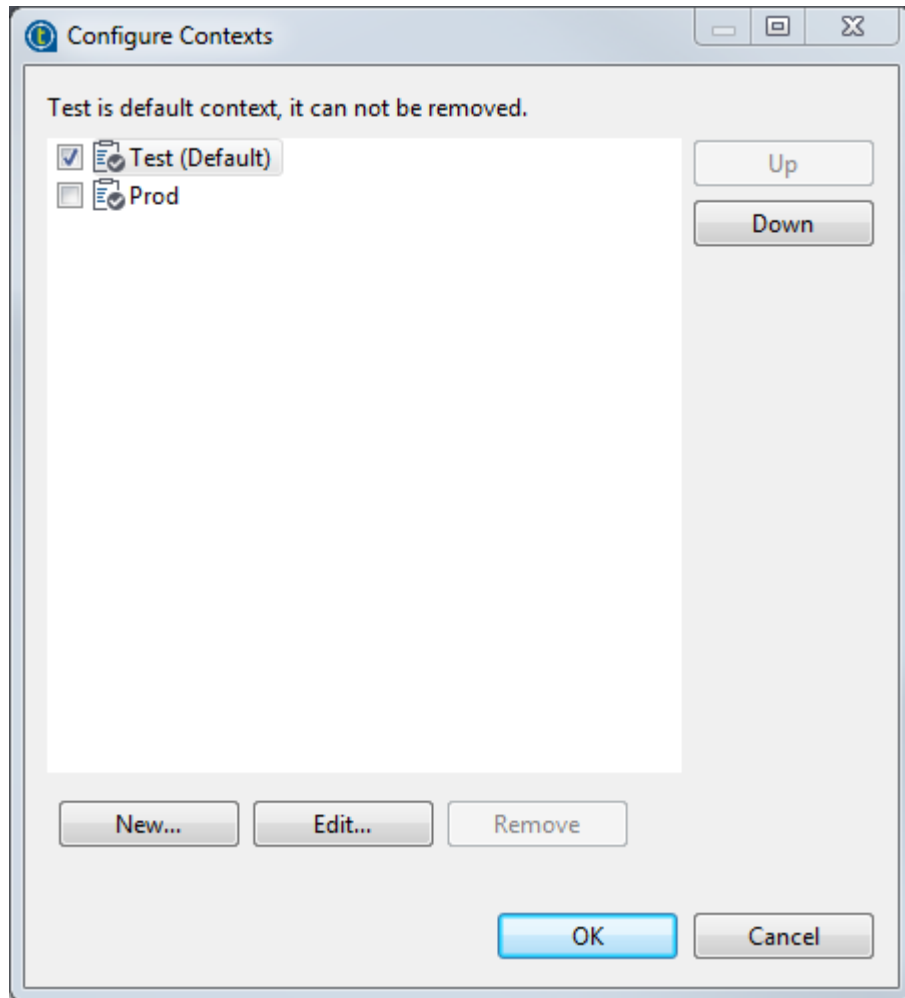 Configure Contexts
Test is default context, it can not be removed.
Test (Default)
Prod
Up
Down
New...
Edit...
Remove
OK
Cancel